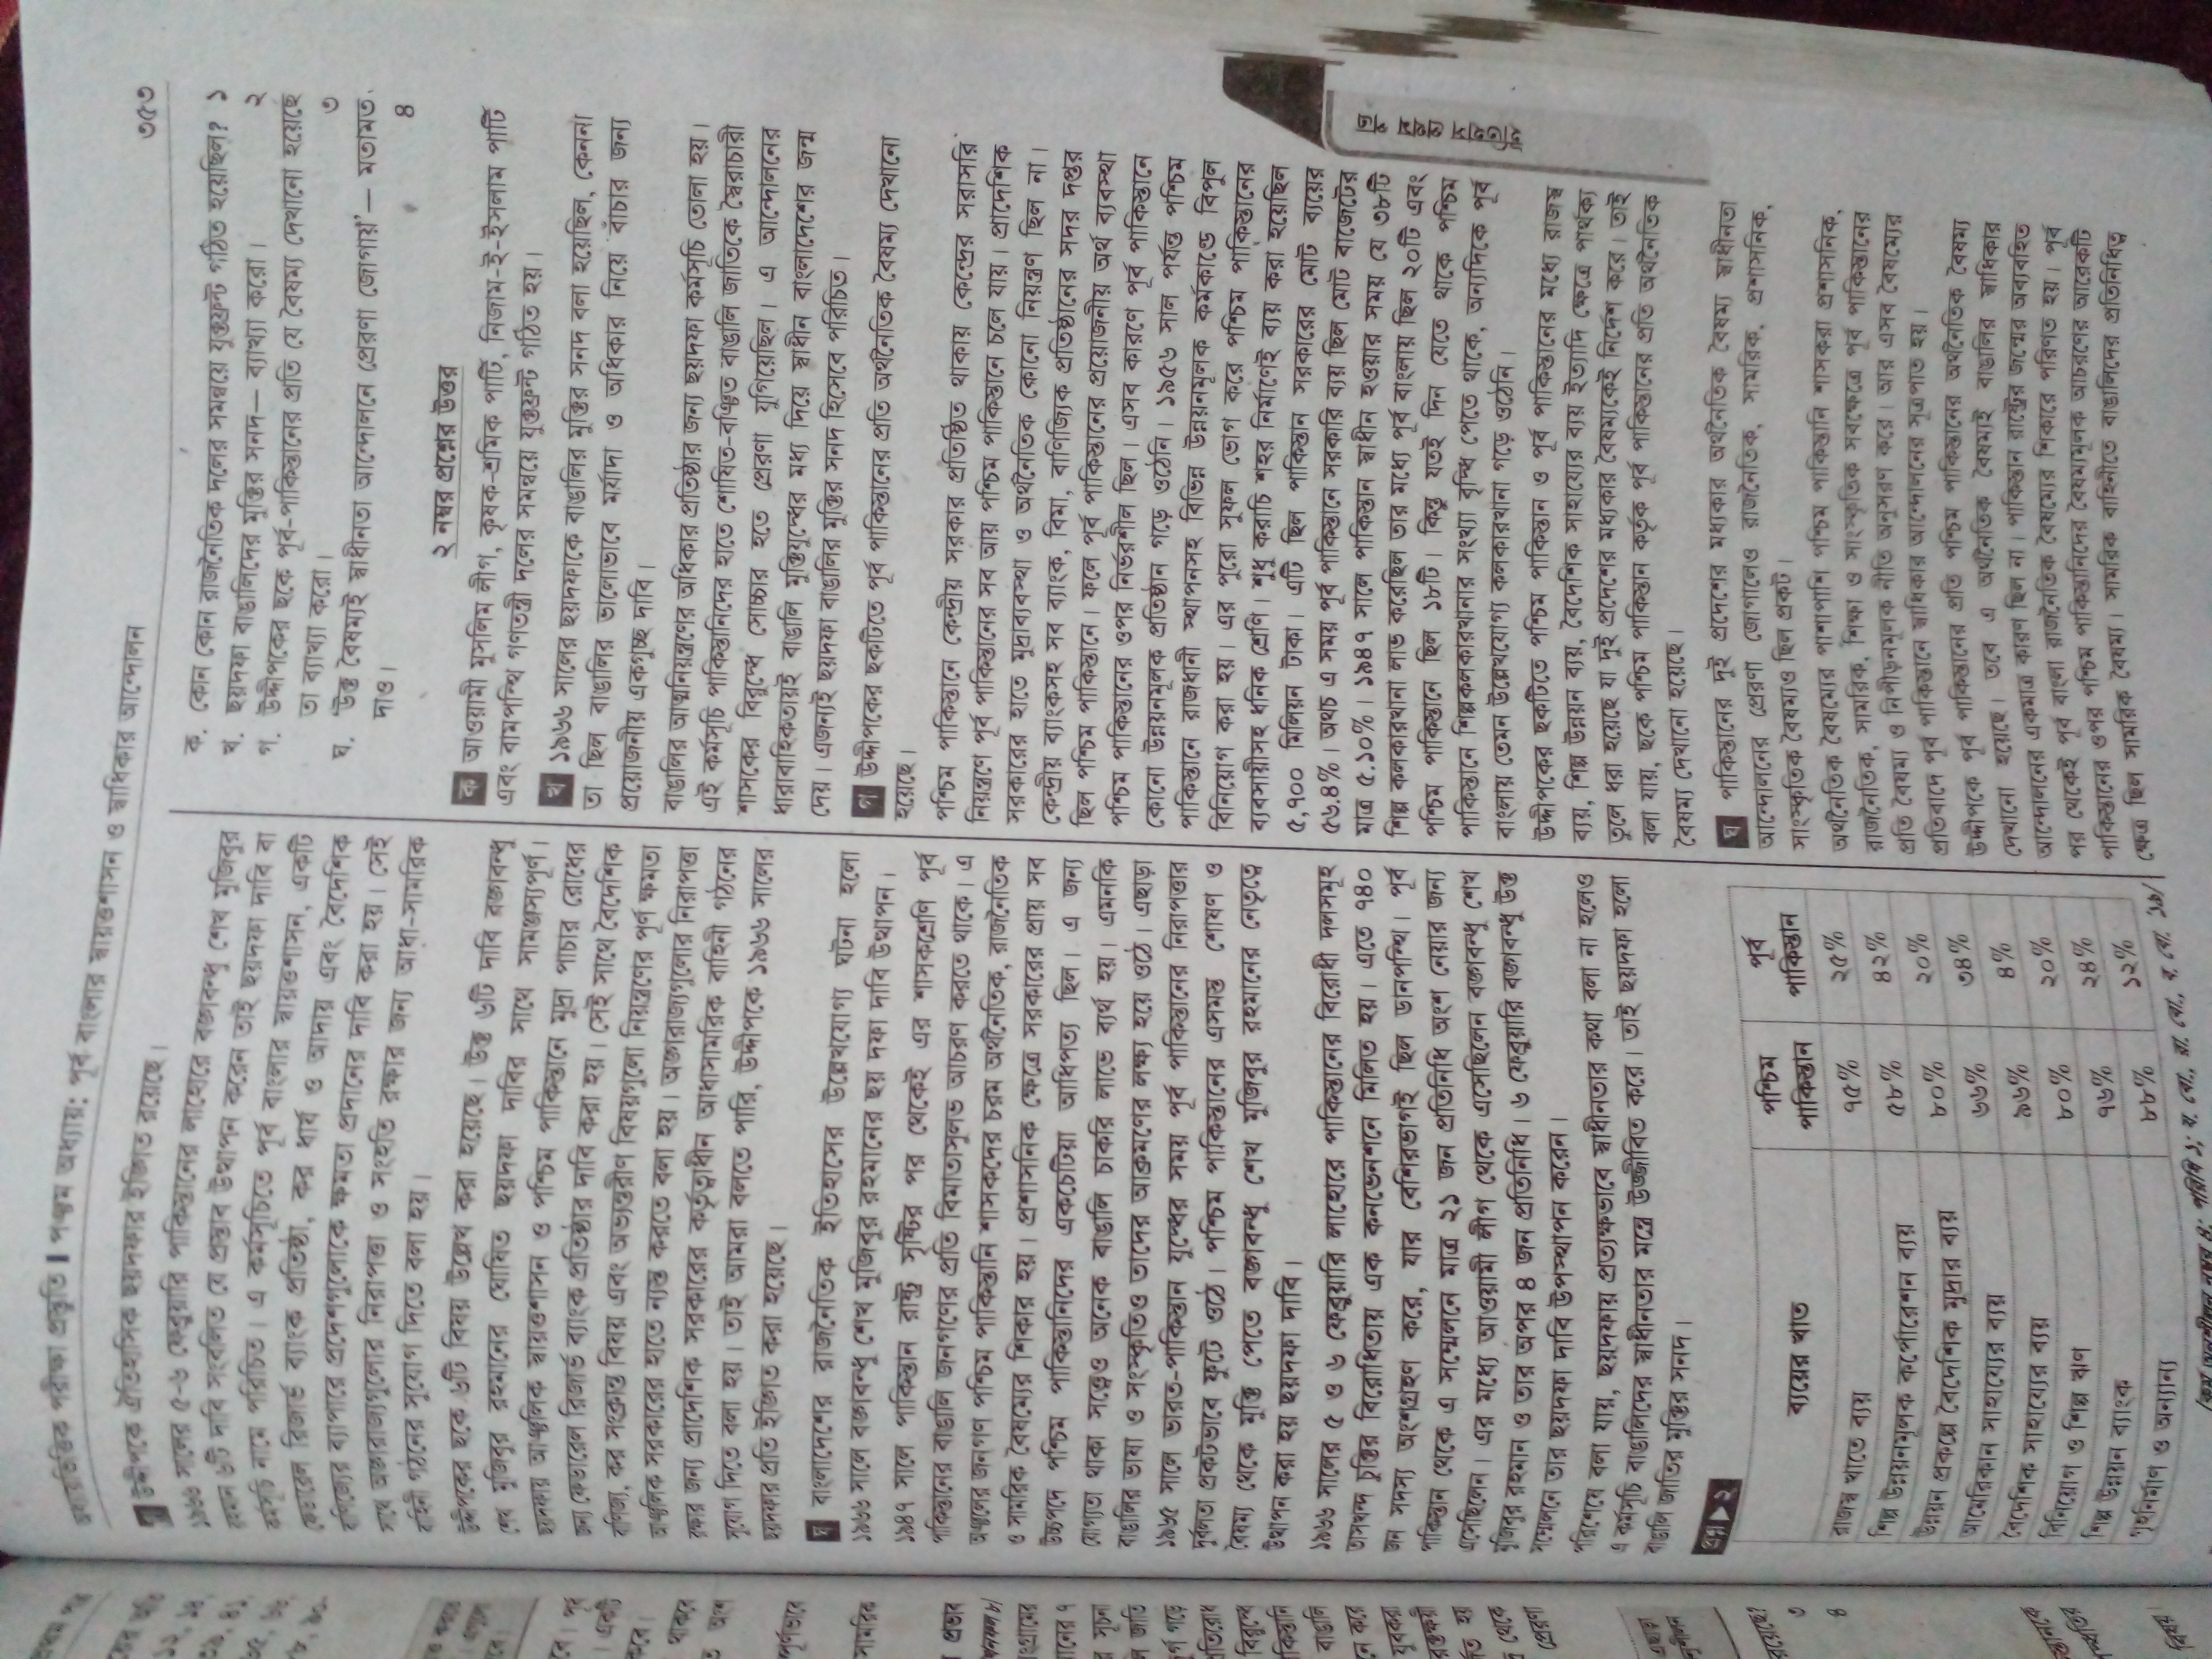 অধ্যায়ভিত্তিক পরীক্ষা প্রস্তুতি | পঞ্চম অধ্যায়: পূর্ব বাংলার স্বায়ত্তশাসন ও স্বাধিকার আন্দোলন
৩৫৩
উদ্দীপকে ঐতিহাসিক ছয়দফার ইঙ্গিত রয়েছে।
১৯৬৬ সালের ৫-৬ ফেব্রুয়ারি পাকিস্তানের লাহোরে বঙ্গবন্ধু শেখ মুজিবুর
রহমান ৬টি দাবি সংবলিত যে প্রস্তাব উত্থাপন করেন তাই ছয়দফা দাবি বা
কর্মসূচি নামে পরিচিত। এ কর্মসূচিতে পূর্ব বাংলার স্বায়ত্তশাসন, একটি
ফেডারেল রিজার্ভ ব্যাংক প্রতিষ্ঠা, কর ধার্য ও আদায় এবং বৈদেশিক
বাণিজ্যের ব্যাপারে প্রদেশগুলোকে ক্ষমতা প্রদানের দাবি করা হয়। সেই
সাথে অঙ্গরাজ্যগুলোর নিরাপত্তা ও সংহতি রক্ষার জন্য আধা-সামরিক
বাহিনী গঠনের সুযোগ দিতে বলা হয়।
উদ্দীপকের ছকে ৬টি বিষয় উল্লেখ করা হয়েছে। উক্ত ৬টি দাবি বঙ্গবন্ধু
শেখ মুজিবুর রহমানের ঘোষিত ছয়দফা দাবির সাথে সামঞ্জস্যপূর্ণ।
ছয়দফায় আঞ্চলিক স্বায়ত্তশাসন ও পশ্চিম পাকিস্তানে মুদ্রা পাচার রোধের
জন্য ফেডারেল রিজার্ভ ব্যাংক প্রতিষ্ঠার দাবি করা হয়। সেই সাথে বৈদেশিক
বাণিজ্য, কর সংক্রান্ত বিষয় এবং অভ্যন্তরীণ বিষয়গুলো নিয়ন্ত্রণের পূর্ণ ক্ষমতা
আঞ্চলিক সরকারের হাতে ন্যস্ত করতে বলা হয়। অঙ্গরাজ্যগুলোর নিরাপত্তা
রক্ষার জন্য প্রাদেশিক সরকারের কর্তৃত্বাধীন আধাসামরিক বাহিনী গঠনের
সুযোগ দিতে বলা হয়। তাই আমরা বলতে পারি, উদ্দীপকে ১৯৬৬ সালের
ছয়দফার প্রতি ইঙ্গিত করা হয়েছে।
ঘ বাংলাদেশের রাজনৈতিক ইতিহাসের উল্লেখযোগ্য ঘটনা হলো
১৯৬৬ সালে বঙ্গবন্ধু শেখ মুজিবুর রহমানের ছয় দফা দাবি উত্থাপন।
১৯৪৭ সালে পাকিস্তান রাষ্ট্র সৃষ্টির পর থেকেই এর শাসকশ্রেণি পূর্ব
পাকিস্তানের বাঙালি জনগণের প্রতি বিমাতাসুলভ আচরণ করতে থাকে। এ
অঞ্চলের জনগণ পশ্চিম পাকিস্তানি শাসকদের চরম অর্থনৈতিক, রাজনৈতিক
ও সামরিক বৈষম্যের শিকার হয়। প্রশাসনিক ক্ষেত্রে সরকারের প্রায় সব
উচ্চপদে পশ্চিম পাকিস্তানিদের একচেটিয়া আধিপত্য ছিল। এ জন্য
যোগ্যতা থাকা সত্ত্বেও অনেক বাঙালি চাকরি লাভে ব্যর্থ হয়। এমনকি
বাঙালির ভাষা ও সংস্কৃতিও তাদের আক্রমণের লক্ষ্য হয়ে ওঠে। এছাড়া
১৯৬৫ সালে ভারত-পাকিস্তান যুদ্ধের সময় পূর্ব পাকিস্তানের নিরাপত্তার
দুর্বলতা প্রকটভাবে ফুটে ওঠে। পশ্চিম পাকিস্তানের এসমস্ত শোষণ ও
বৈষম্য থেকে মুক্তি পেতে বঙ্গবন্ধু শেখ মুজিবুর রহমানের নেতৃত্বে
উত্থাপন করা হয় ছয়দফা দাবি।
১৯৬৬ সালের ৫ ও ৬ ফেব্রুয়ারি লাহোরে পাকিস্তানের বিরোধী দলসমূহ
তাসখন্দ চুক্তির বিরোধিতায় এক কনভেনশনে মিলিত হয়। এতে ৭৪০
জন সদস্য অংশগ্রহণ করে, যার বেশিরভাগই ছিল ডানপন্থি। পূর্ব
পাকিস্তান থেকে এ সম্মেলনে মাত্র ২১ জন প্রতিনিধি অংশ নেয়ার জন্য
এসেছিলেন। এর মধ্যে আওয়ামী লীগ থেকে এসেছিলেন বঙ্গবন্ধু শেখ
মুজিবুর রহমান ও তার অপর ৪ জন প্রতিনিধি। ৬ ফেব্রুয়ারি বঙ্গবন্ধু উক্ত
সম্মেলনে তার ছয়দফা দাবি উপস্থাপন করেন।
পরিশেষে বলা যায়, ছয়দফায় প্রত্যক্ষভাবে স্বাধীনতার কথা বলা না হলেও
এ কর্মসূচি বাঙালিদের স্বাধীনতার মন্ত্রে উজ্জীবিত করে। তাই ছয়দফা হলো
বাঙালি জাতির মুক্তির সনদ।
প্রশ্ন ▶ ২
ব্যয়ের খাত পশ্চিম পাকিস্তান পূর্ব পাকিস্তান
রাজস্ব খাতে ব্যয় ৭৫% ২৫%
শিল্প উন্নয়নমূলক কর্পোরেশন ব্যয় ৫৮% ৪২%
উন্নয়ন প্রকল্পে বৈদেশিক মুদ্রার ব্যয় ৮০% ২০%
আমেরিকান সাহায্যের ব্যয় ৬৬% ৩৪%
বৈদেশিক সাহায্যের ব্যয় ৯৬% ৪%
বিনিয়োগ ও শিল্প ঋণ ৮০% ২০%
শিল্প উন্নয়ন ব্যাংক ৭৬% ২৪%
গৃহনির্মাণ ও অন্যান্য ৮৮% ১২%
নম্বর ৪; পরিধি ১; য. বো., রা. বো., ব. বো. '১৯/
ক. কোন কোন রাজনৈতিক দলের সমন্বয়ে যুক্তফ্রন্ট গঠিত হয়েছিল? ১
খ. ছয়দফা বাঙালিদের মুক্তির সনদ— ব্যাখ্যা করো। ২
গ. উদ্দীপকের ছকে পূর্ব-পাকিস্তানের প্রতি যে বৈষম্য দেখানো হয়েছে
তা ব্যাখ্যা করো। ৩
ঘ. 'উক্ত বৈষম্যই স্বাধীনতা আন্দোলনে প্রেরণা জোগায়'— মতামত
দাও। ৪
২ নম্বর প্রশ্নের উত্তর
ক আওয়ামী মুসলিম লীগ, কৃষক-শ্রমিক পার্টি, নিজাম-ই-ইসলাম পার্টি
এবং বামপন্থি গণতন্ত্রী দলের সমন্বয়ে যুক্তফ্রন্ট গঠিত হয়।
খ ১৯৬৬ সালের ছয়দফাকে বাঙালির মুক্তির সনদ বলা হয়েছিল, কেননা
তা ছিল বাঙালির ভালোভাবে মর্যাদা ও অধিকার নিয়ে বাঁচার জন্য
প্রয়োজনীয় একগুচ্ছ দাবি।
বাঙালির আত্মনিয়ন্ত্রণের অধিকার প্রতিষ্ঠার জন্য ছয়দফা কর্মসূচি তোলা হয়।
এই কর্মসূচি পাকিস্তানিদের হাতে শোষিত-বঞ্চিত বাঙালি জাতিকে স্বৈরাচারী
শাসকের বিরুদ্ধে সোচ্চার হতে প্রেরণা যুগিয়েছিল। এ আন্দোলনের
ধারাবাহিকতায়ই বাঙালি মুক্তিযুদ্ধের মধ্য দিয়ে স্বাধীন বাংলাদেশের জন্ম
দেয়। এজন্যই ছয়দফা বাঙালির মুক্তির সনদ হিসেবে পরিচিত।
গ উদ্দীপকের ছকটিতে পূর্ব পাকিস্তানের প্রতি অর্থনৈতিক বৈষম্য দেখানো
হয়েছে।
পশ্চিম পাকিস্তানে কেন্দ্রীয় সরকার প্রতিষ্ঠিত থাকায় কেন্দ্রের সরাসরি
নিয়ন্ত্রণে পূর্ব পাকিস্তানের সব আয় পশ্চিম পাকিস্তানে চলে যায়। প্রাদেশিক
সরকারের হাতে মুদ্রাব্যবস্থা ও অর্থনৈতিক কোনো নিয়ন্ত্রণ ছিল না।
কেন্দ্রীয় ব্যাংকসহ সব ব্যাংক, বিমা, বাণিজ্যিক প্রতিষ্ঠানের সদর দপ্তর
ছিল পশ্চিম পাকিস্তানে। ফলে পূর্ব পাকিস্তানের প্রয়োজনীয় অর্থ ব্যবস্থা
পশ্চিম পাকিস্তানের ওপর নির্ভরশীল ছিল। এসব কারণে পূর্ব পাকিস্তানে
কোনো উন্নয়নমূলক প্রতিষ্ঠান গড়ে ওঠেনি। ১৯৫৬ সাল পর্যন্ত পশ্চিম
পাকিস্তানে রাজধানী স্থাপনসহ বিভিন্ন উন্নয়নমূলক কর্মকাণ্ডে বিপুল
বিনিয়োগ করা হয়। এর পুরো সুফল ভোগ করে পশ্চিম পাকিস্তানের
ব্যবসায়ীসহ ধনিক শ্রেণি। শুধু করাচি শহর নির্মাণেই ব্যয় করা হয়েছিল
৫,৭০০ মিলিয়ন টাকা। এটি ছিল পাকিস্তান সরকারের মোট ব্যয়ের
৫৬.৪%। অথচ এ সময় পূর্ব পাকিস্তানে সরকারি ব্যয় ছিল মোট বাজেটের
মাত্র ৫.১০%। ১৯৪৭ সালে পাকিস্তান স্বাধীন হওয়ার সময় যে ৩৮টি
শিল্প কলকারখানা লাভ করেছিল তার মধ্যে পূর্ব বাংলায় ছিল ২০টি এবং
পশ্চিম পাকিস্তানে ছিল ১৮টি। কিন্তু যতই দিন যেতে থাকে পশ্চিম
পাকিস্তানে শিল্পকলকারখানার সংখ্যা বৃদ্ধি পেতে থাকে, অন্যদিকে পূর্ব
বাংলায় তেমন উল্লেখযোগ্য কলকারখানা গড়ে ওঠেনি।
উদ্দীপকের ছকটিতে পশ্চিম পাকিস্তান ও পূর্ব পাকিস্তানের মধ্যে রাজস্ব
ব্যয়, শিল্প উন্নয়ন ব্যয়, বৈদেশিক সাহায্যের ব্যয় ইত্যাদি ক্ষেত্রে পার্থক্য
তুলে ধরা হয়েছে যা দুই প্রদেশের মধ্যকার বৈষম্যকেই নির্দেশ করে। তাই
বলা যায়, ছকে পশ্চিম পাকিস্তান কর্তৃক পূর্ব পাকিস্তানের প্রতি অর্থনৈতিক
বৈষম্য দেখানো হয়েছে।
ঘ পাকিস্তানের দুই প্রদেশের মধ্যকার অর্থনৈতিক বৈষম্য স্বাধীনতা
আন্দোলনের প্রেরণা জোগালেও রাজনৈতিক, সামরিক, প্রশাসনিক,
সাংস্কৃতিক বৈষম্যও ছিল প্রকট।
অর্থনৈতিক বৈষম্যের পাশাপাশি পশ্চিম পাকিস্তানি শাসকরা প্রশাসনিক,
রাজনৈতিক, সামরিক, শিক্ষা ও সাংস্কৃতিক সবক্ষেত্রে পূর্ব পাকিস্তানের
প্রতি বৈষম্য ও নিপীড়নমূলক নীতি অনুসরণ করে। আর এসব বৈষম্যের
প্রতিবাদে পূর্ব পাকিস্তানে স্বাধিকার আন্দোলনের সূত্রপাত হয়।
উদ্দীপকে পূর্ব পাকিস্তানের প্রতি পশ্চিম পাকিস্তানের অর্থনৈতিক বৈষম্য
দেখানো হয়েছে। তবে এ অর্থনৈতিক বৈষম্যই বাঙালির স্বাধিকার
আন্দোলনের একমাত্র কারণ ছিল না। পাকিস্তান রাষ্ট্রের জন্মের অব্যবহিত
পর থেকেই পূর্ব বাংলা রাজনৈতিক বৈষম্যের শিকারে পরিণত হয়। পূর্ব
পাকিস্তানের ওপর পশ্চিম পাকিস্তানিদের বৈষম্যমূলক আচরণের আরেকটি
ক্ষেত্র ছিল সামরিক বৈষম্য। সামরিক বাহিনীতে বাঙালিদের প্রতিনিধিত্ব
ইতিহাস প্রথম পত্র